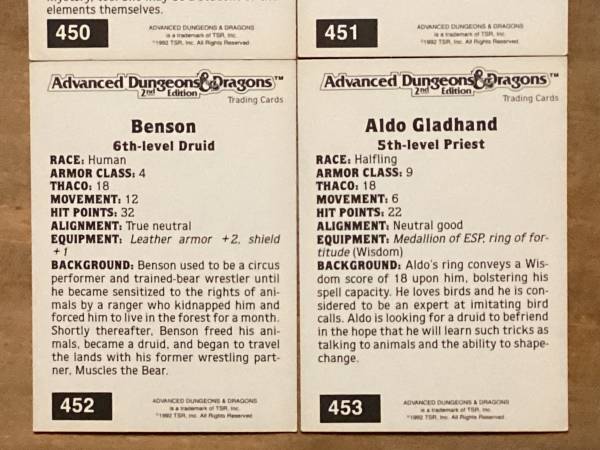 elements themselves.
450
ADVANCED DUNGEONS & DRAGONS
is a trademark of TSR, Inc.
©1992 TSR, Inc. All Rights Reserved.
451
ADVANCED DUNGEONS & DRAGONS
is a trademark of TSR, Inc.
©1992 TSR, Inc. All Rights Reserved.
Advanced Dungeons & Dragons™
2nd Edition
Trading Cards
Benson
6th-level Druid
RACE: Human
ARMOR CLASS: 4
THACO: 18
MOVEMENT: 12
HIT POINTS: 32
ALIGNMENT: True neutral
EQUIPMENT: Leather armor +2, shield
+1
BACKGROUND: Benson used to be a circus
performer and trained-bear wrestler until
he became sensitized to the rights of ani-
mals by a ranger who kidnapped him and
forced him to live in the forest for a month.
Shortly thereafter, Benson freed his ani-
mals, became a druid, and began to travel
the lands with his former wrestling part-
ner, Muscles the Bear.
452
ADVANCED DUNGEONS & DRAGONS
is a trademark of TSR, Inc.
©1992 TSR, Inc. All Rights Reserved.
Advanced Dungeons & Dragons™
2nd Edition
Trading Cards
Aldo Gladhand
5th-level Priest
RACE: Halfling
ARMOR CLASS: 9
THACO: 18
MOVEMENT: 6
HIT POINTS: 22
ALIGNMENT: Neutral good
EQUIPMENT: Medallion of ESP, ring of for-
titude (Wisdom)
BACKGROUND: Aldo's ring conveys a Wis-
dom score of 18 upon him, bolstering his
spell capacity. He loves birds and he is con-
sidered to be an expert at imitating bird
calls. Aldo is looking for a druid to befriend
in the hope that he will learn such tricks as
talking to animals and the ability to shape-
change.
453
ADVANCED DUNGEONS & DRAGONS
is a trademark of TSR, Inc.
©1992 TSR, Inc. All Rights Reserved.